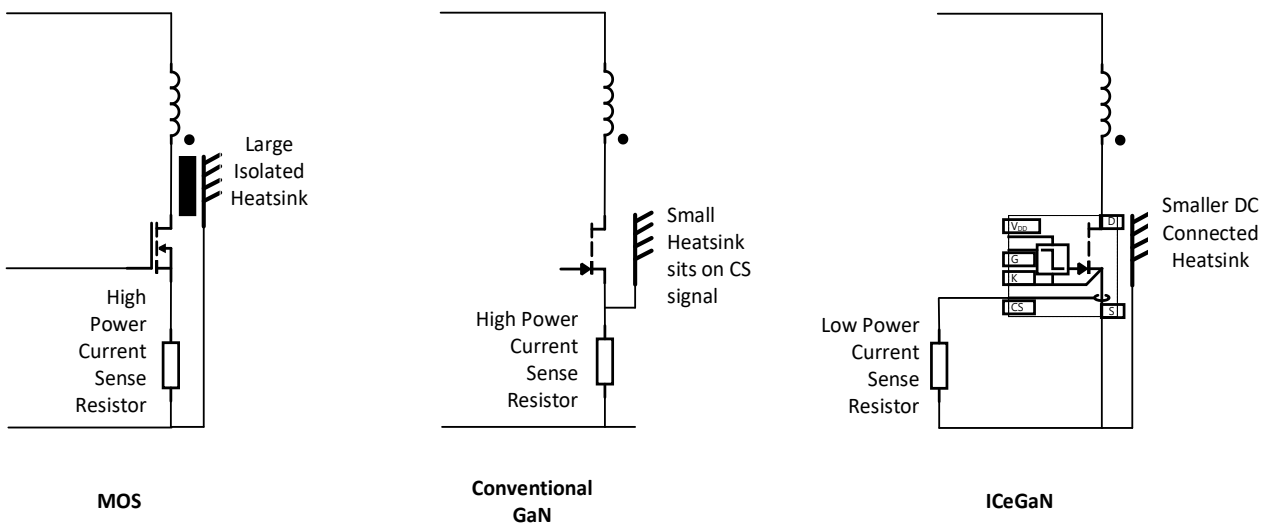 Large
Isolated
Heatsink
High
Power
Current
Sense
Resistor
MOS
Small
Heatsink
sits on CS
signal
High Power
Current
Sense
Resistor
Conventional
GaN
Smaller DC
Connected
Heatsink
VDD
D
G
K
CS
S
Low Power
Current
Sense
Resistor
ICeGaN